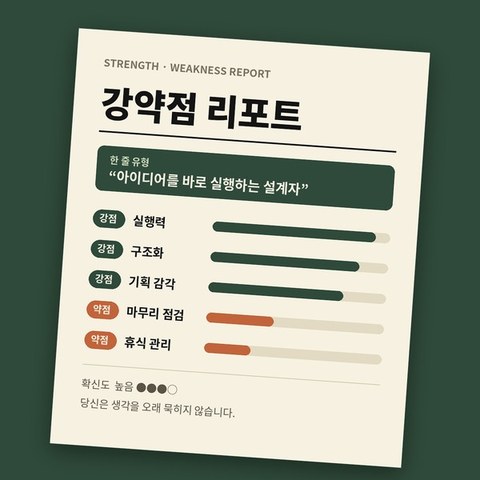 STRENGTH · WEAKNESS REPORT
강약점 리포트
한 줄 유형
“아이디어를 바로 실행하는 설계자”
강점 실행력
강점 구조화
강점 기획 감각
약점 마무리 점검
약점 휴식 관리
확신도 높음 ●●●○
당신은 생각을 오래 묵히지 않습니다.